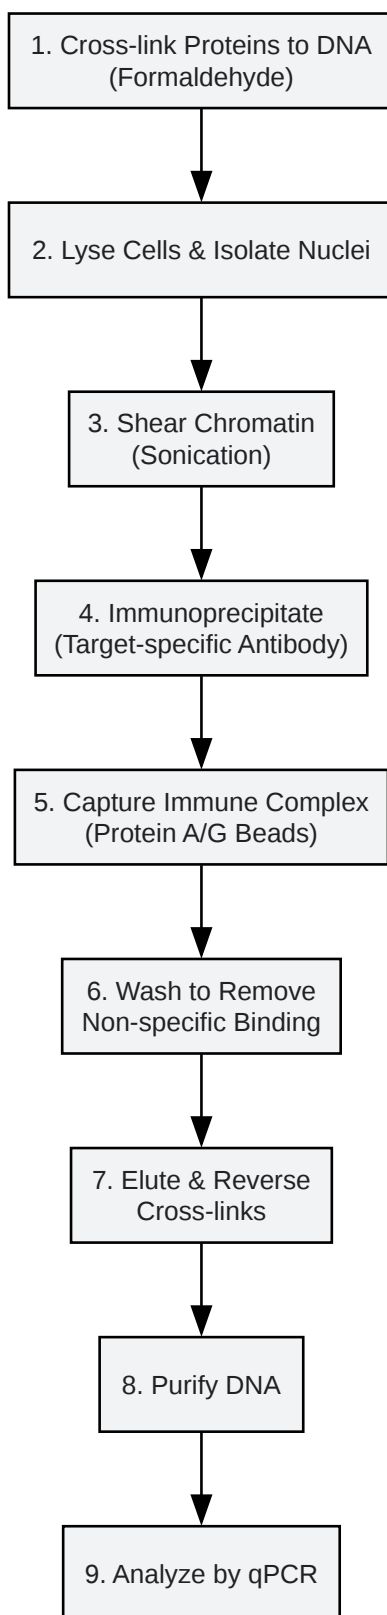 1. Cross-link Proteins to DNA
(Formaldehyde)
2. Lyse Cells & Isolate Nuclei
3. Shear Chromatin
(Sonication)
4. Immunoprecipitate
(Target-specific Antibody)
5. Capture Immune Complex
(Protein A/G Beads)
6. Wash to Remove
Non-specific Binding
7. Elute & Reverse
Cross-links
8. Purify DNA
9. Analyze by qPCR